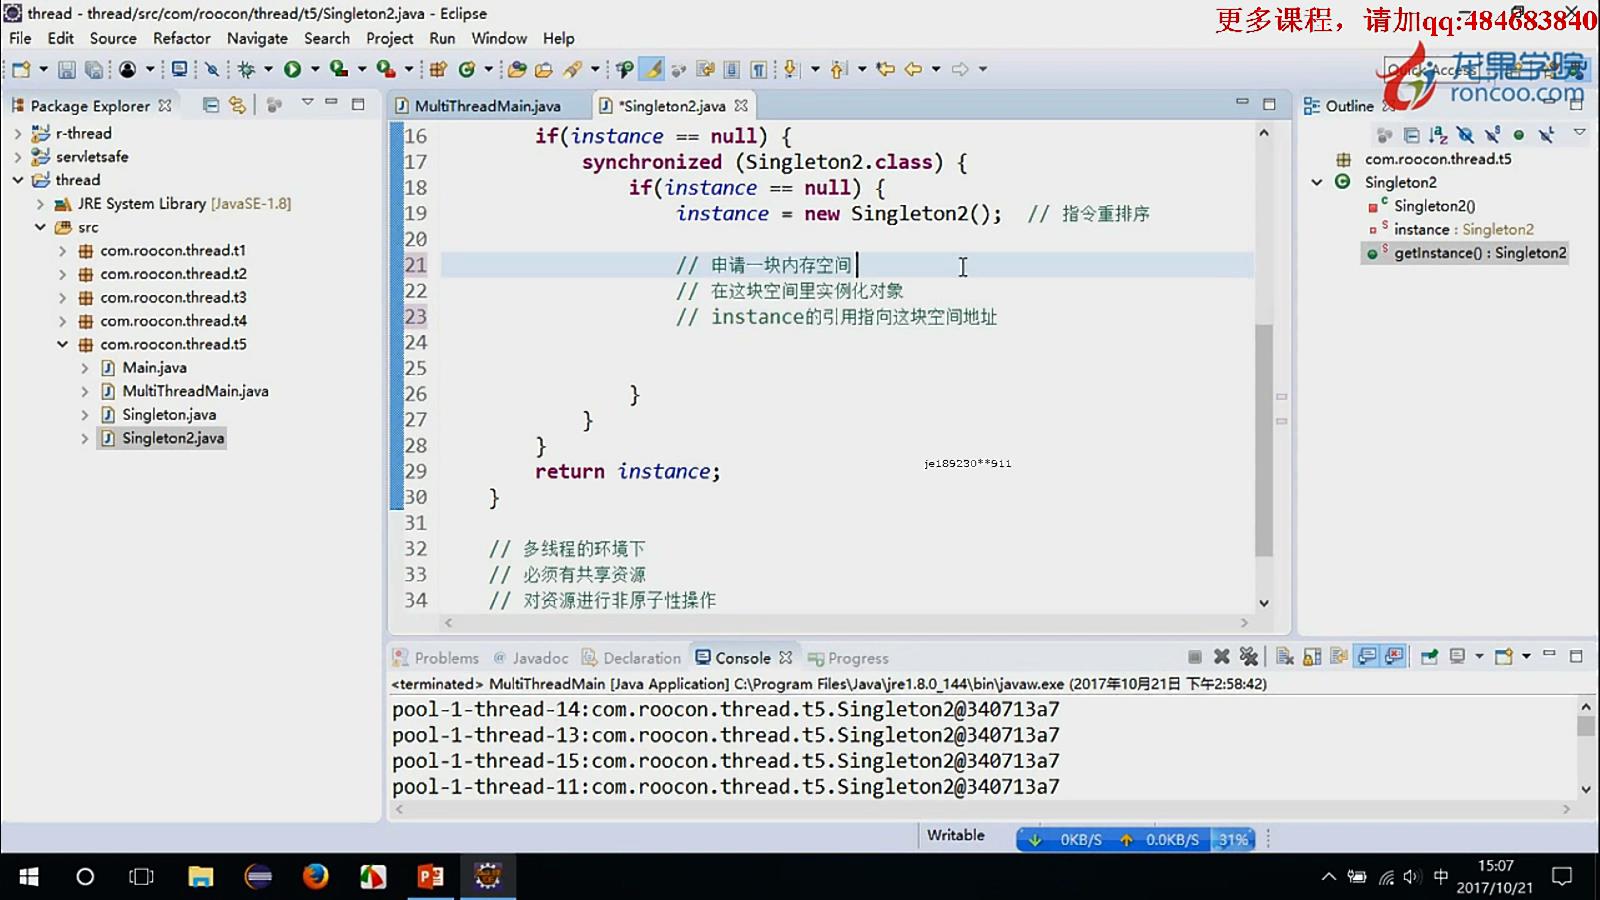 thread - thread/src/com/roocon/thread/t5/Singleton2.java - Eclipse
更多课程，请加qq:484683840
File Edit Source Refactor Navigate Search Project Run Window Help
龙果学院
roncoo.com
Quick Access
Package Explorer
r-thread
servletsafe
thread
JRE System Library [JavaSE-1.8]
src
com.roocon.thread.t1
com.roocon.thread.t2
com.roocon.thread.t3
com.roocon.thread.t4
com.roocon.thread.t5
Main.java
MultiThreadMain.java
Singleton.java
Singleton2.java
MultiThreadMain.java
*Singleton2.java
16 if(instance == null) {
17 synchronized (Singleton2.class) {
18 if(instance == null) {
19 instance = new Singleton2(); // 指令重排序
20
21 // 申请一块内存空间
22 // 在这块空间里实例化对象
23 // instance的引用指向这块空间地址
24
25
26 }
27 }
28 }
29 return instance;
30 }
31
32 // 多线程的环境下
33 // 必须有共享资源
34 // 对资源进行非原子性操作
je189230**911
Outline
com.roocon.thread.t5
Singleton2
Singleton2()
instance : Singleton2
getInstance() : Singleton2
Problems @ Javadoc Declaration Console Progress
<terminated> MultiThreadMain [Java Application] C:\Program Files\Java\jre1.8.0_144\bin\javaw.exe (2017年10月21日 下午2:58:42)
pool-1-thread-14:com.roocon.thread.t5.Singleton2@340713a7
pool-1-thread-13:com.roocon.thread.t5.Singleton2@340713a7
pool-1-thread-15:com.roocon.thread.t5.Singleton2@340713a7
pool-1-thread-11:com.roocon.thread.t5.Singleton2@340713a7
Writable
0KB/S 0.0KB/S 31%
中
15:07
2017/10/21